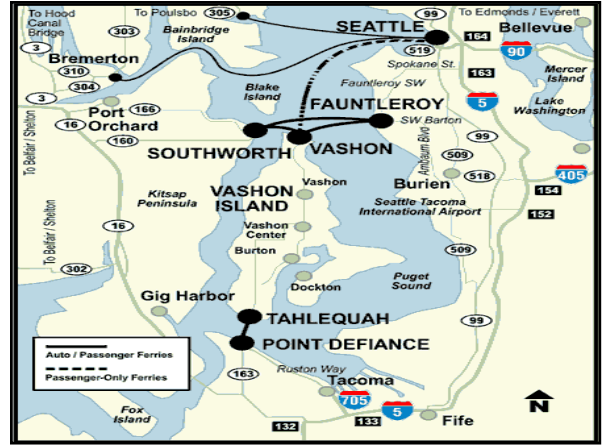 To Hood
Canal
Bridge
To Poulsbo
305
Bainbridge
Island
303
3
Bremerton
310
304
3
Port
Orchard
166
16
160
To Belfair / Shelton
SEATTLE
99
To Edmonds / Everett
Bellevue
519
164
90
Spokane St.
163
Mercer
Island
5
Lake
Washington
Blake
Island
Fauntleroy SW
FAUNTLEROY
SW Barton
SOUTHWORTH
VASHON
99
Ambaum Blvd
509
518
Burien
405
154
152
Kitsap
Peninsula
VASHON
ISLAND
Vashon
Seattle Tacoma
International Airport
Vashon
Center
Burton
Dockton
16
To Belfair / Shelton
302
509
Puget
Sound
Gig Harbor
TAHLEQUAH
POINT DEFIANCE
99
Auto / Passenger Ferries
Passenger-Only Ferries
163
Ruston Way
Tacoma
705
5
Fife
N
Fox
Island
132
133